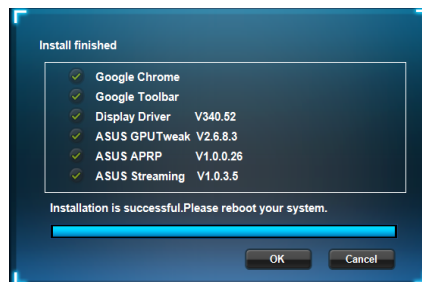 Install finished
Google Chrome
Google Toolbar
Display Driver V340.52
ASUS GPUTweak V2.6.8.3
ASUS APRP V1.0.0.26
ASUS Streaming V1.0.3.5
Installation is successful.Please reboot your system.
OK Cancel